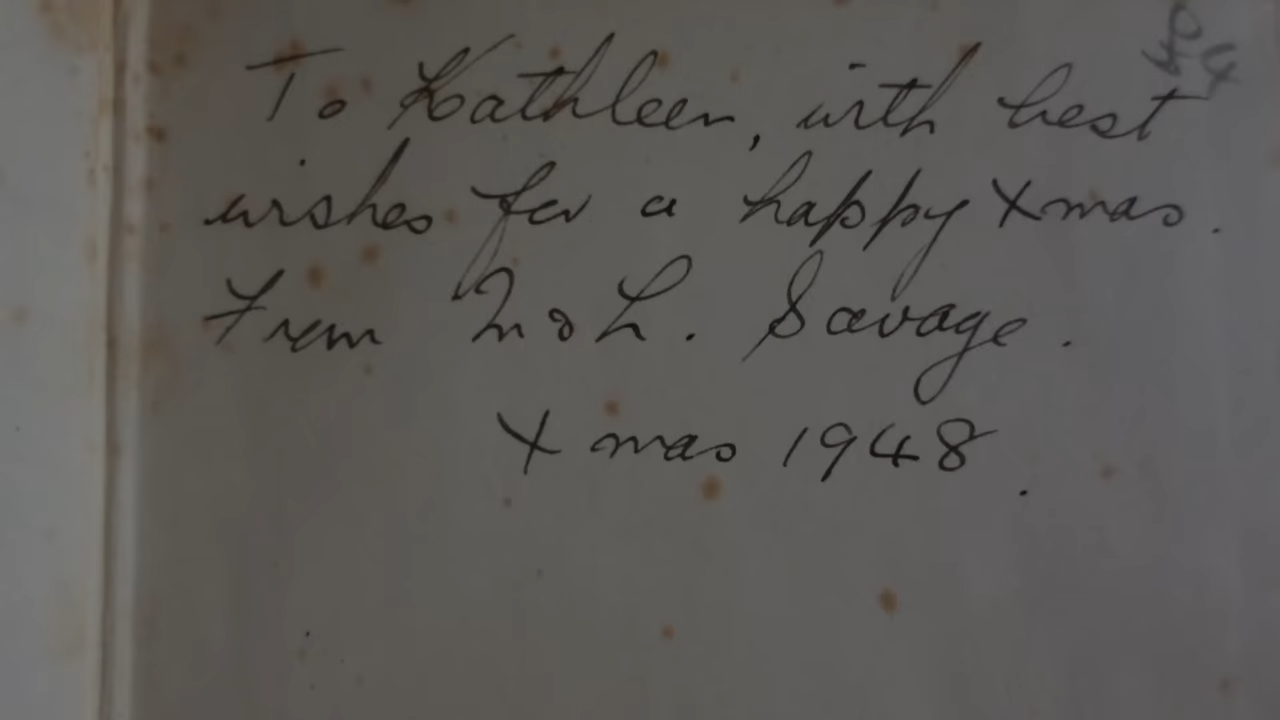 To Kathleen, with best
wishes for a happy Xmas.
From M & L. Savage.
Xmas 1948.